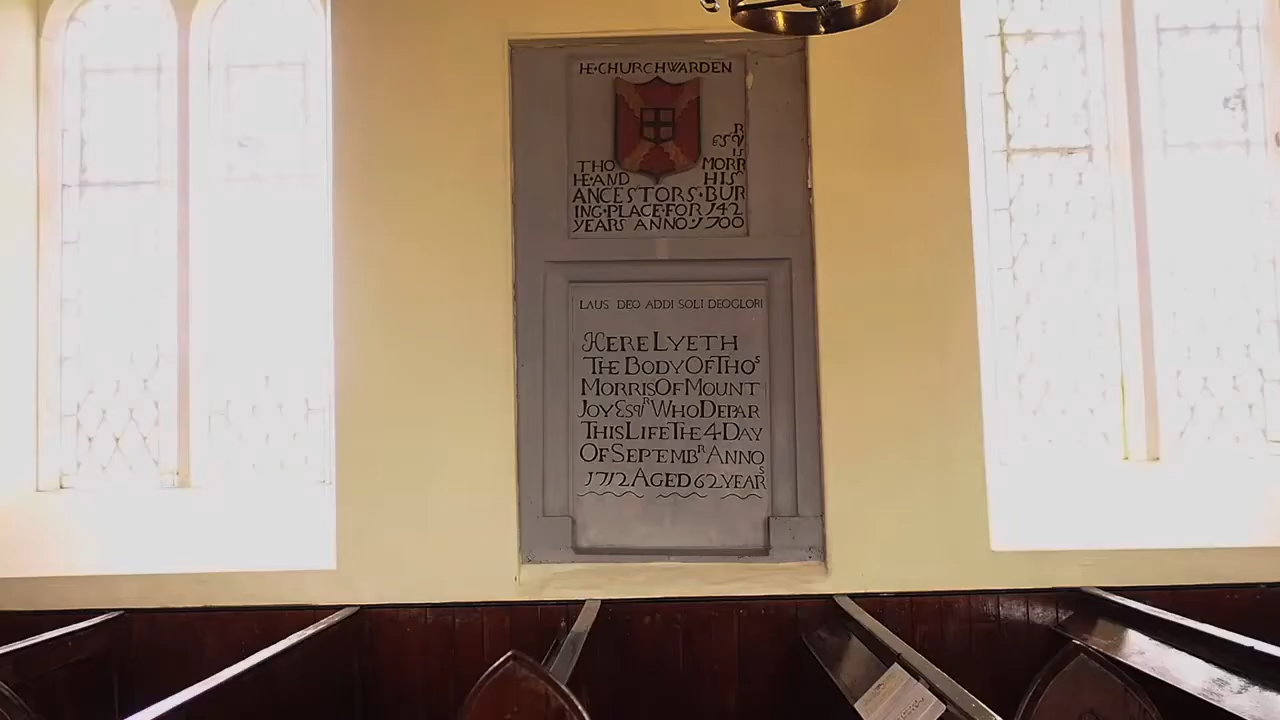 HE·CHURCHWARDEN
R
ESQ
IS
THO MORR
HE·AND HIS
ANCESTORS·BUR
ING·PLACE·FOR 142
YEARS ANNO·1700
LAUS DEO ADDI SOLI DEOGLORI
HERE LYETH
THE BODY OF THOS
MORRIS OF MOUNT
JOY ESQR WHO DEPAR
THIS LIFE THE 4 DAY
OF SEPTEMBR ANNO
1712 AGED 62 YEARS